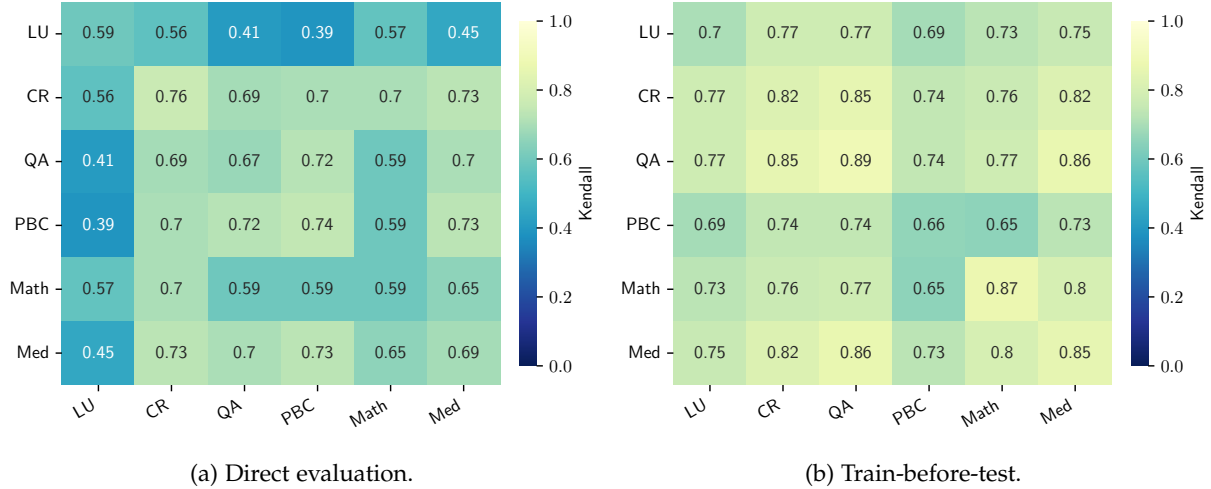 LU 0.59 0.56 0.41 0.39 0.57 0.45
CR 0.56 0.76 0.69 0.7 0.7 0.73
QA 0.41 0.69 0.67 0.72 0.59 0.7
PBC 0.39 0.7 0.72 0.74 0.59 0.73
Math 0.57 0.7 0.59 0.59 0.59 0.65
Med 0.45 0.73 0.7 0.73 0.65 0.69
LU CR QA PBC Math Med
1.0
0.8
0.6
0.4
0.2
0.0
Kendall
(a) Direct evaluation.
LU 0.7 0.77 0.77 0.69 0.73 0.75
CR 0.77 0.82 0.85 0.74 0.76 0.82
QA 0.77 0.85 0.89 0.74 0.77 0.86
PBC 0.69 0.74 0.74 0.66 0.65 0.73
Math 0.73 0.76 0.77 0.65 0.87 0.8
Med 0.75 0.82 0.86 0.73 0.8 0.85
LU CR QA PBC Math Med
1.0
0.8
0.6
0.4
0.2
0.0
Kendall
(b) Train-before-test.